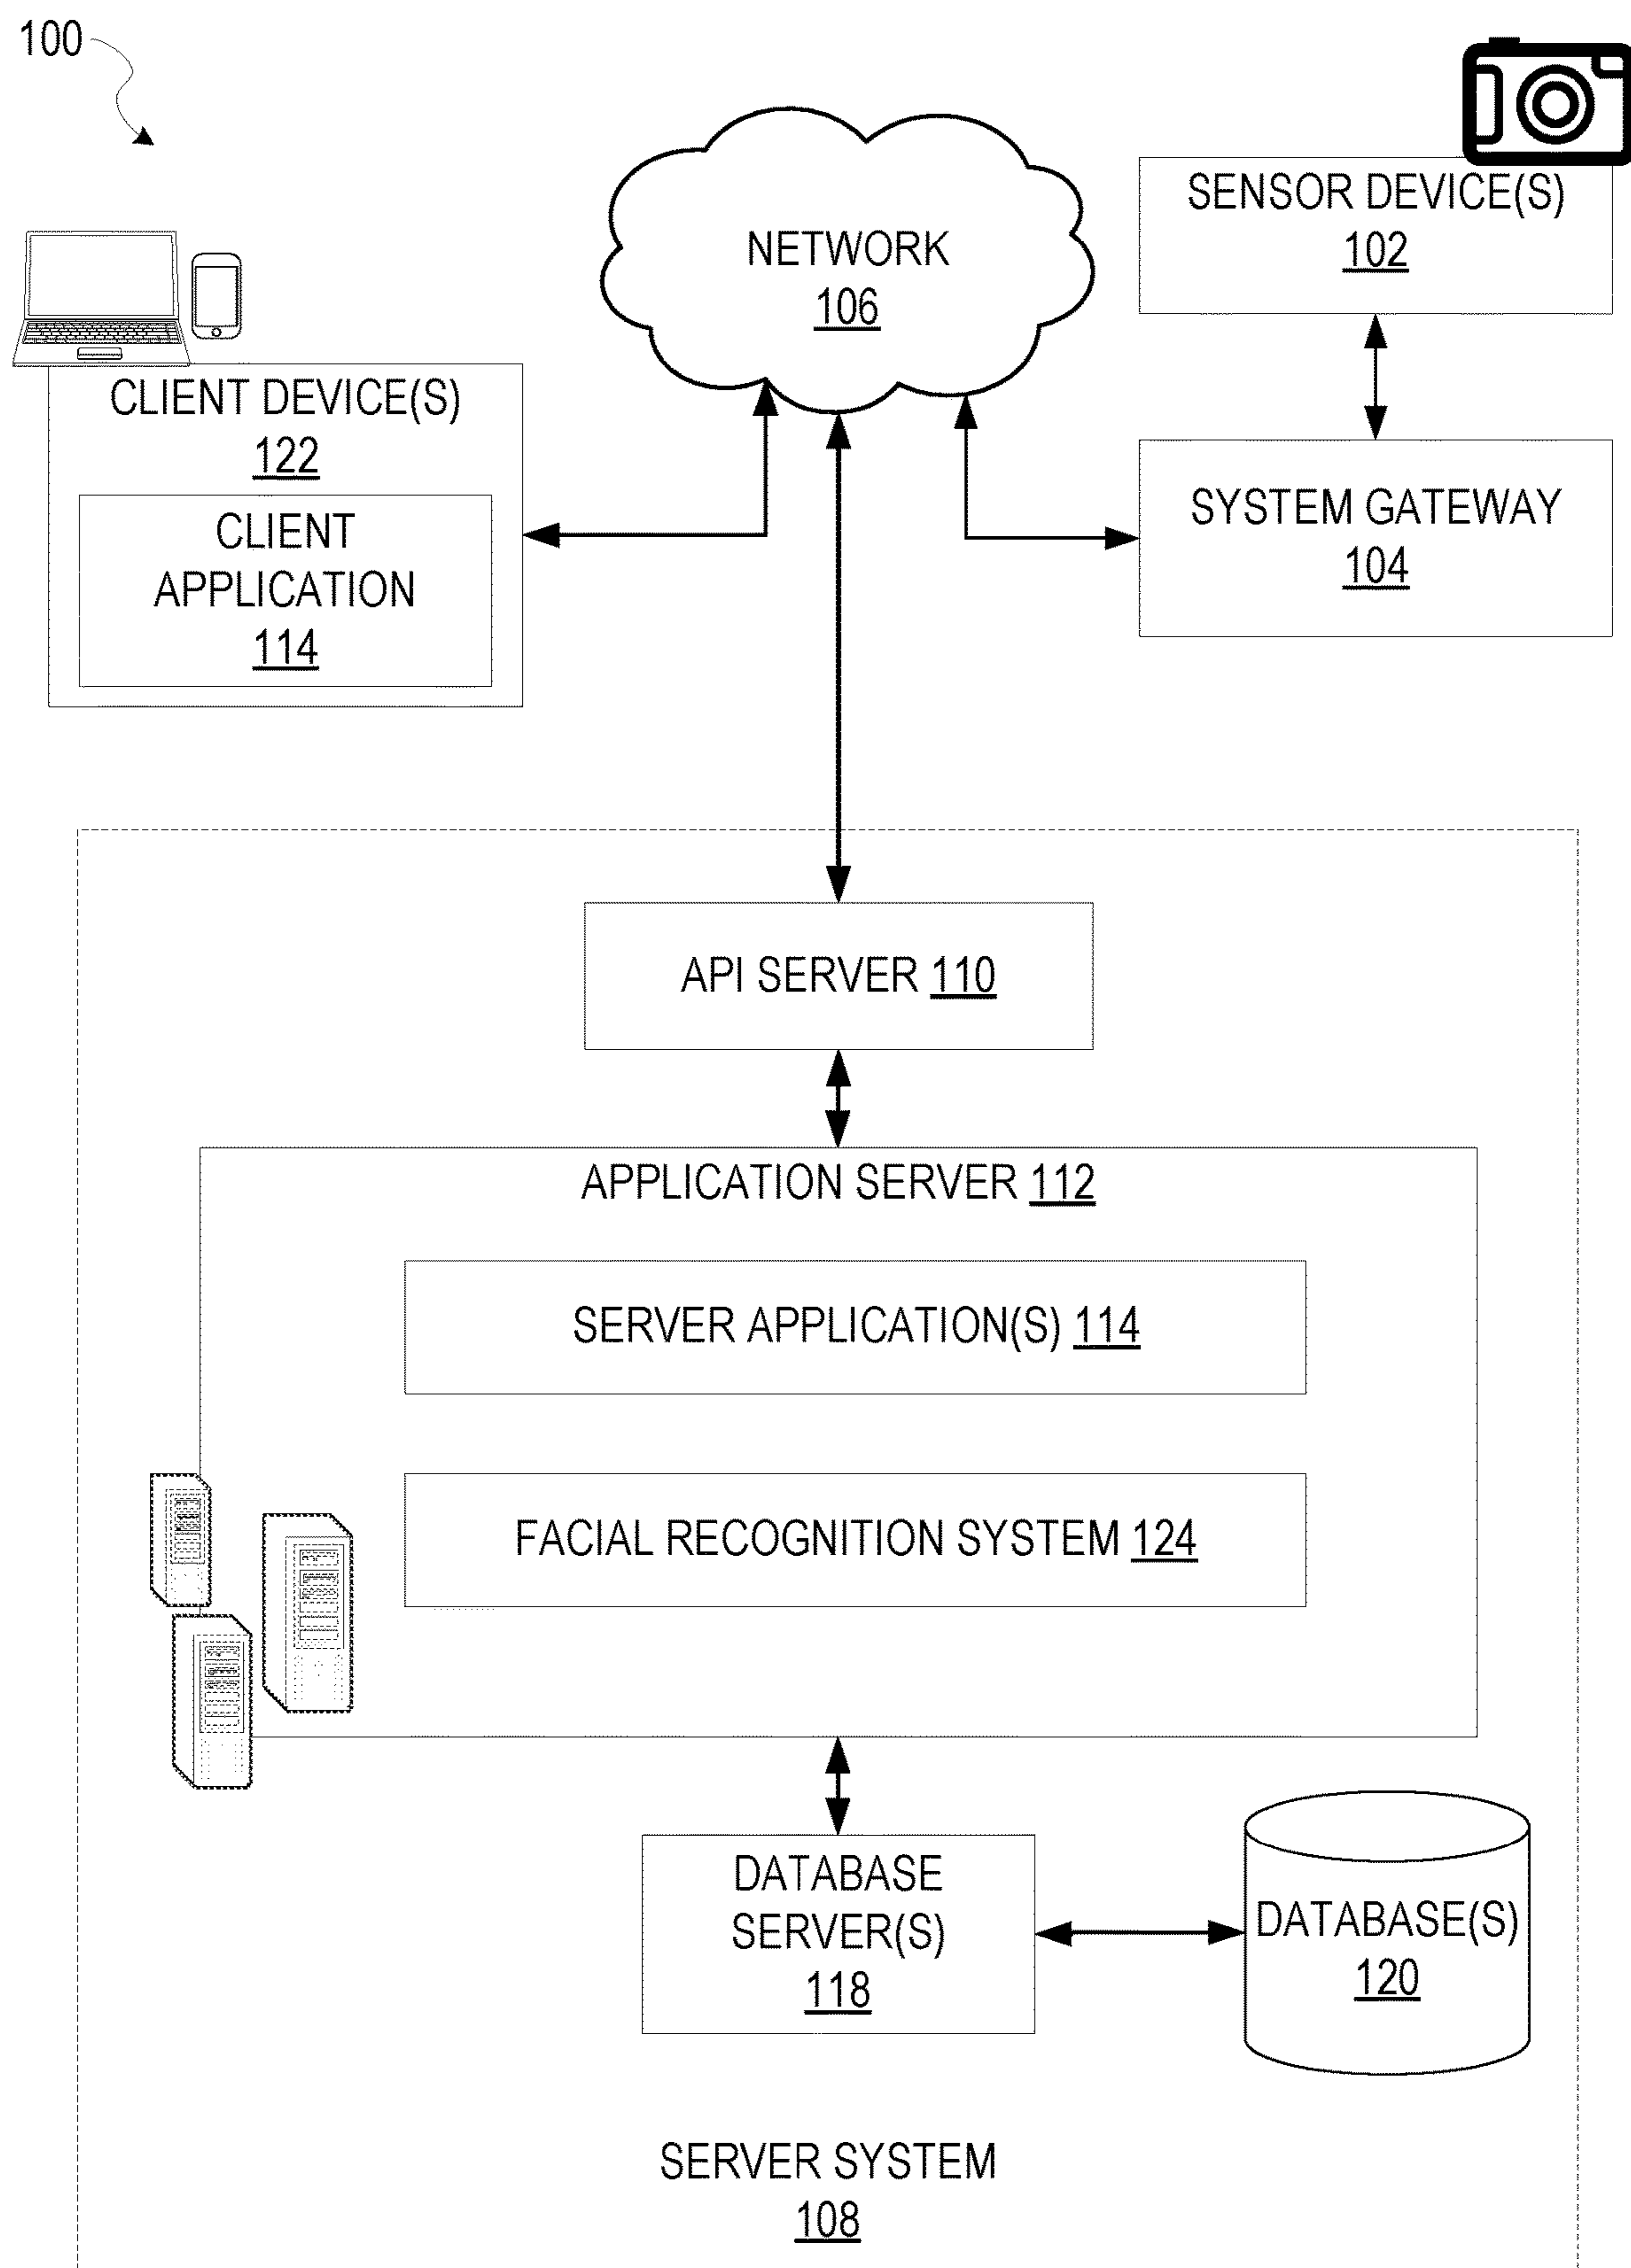 100
SENSOR DEVICE(S)
102
NETWORK
106
CLIENT DEVICE(S)
122
CLIENT
APPLICATION
114
SYSTEM GATEWAY
104
API SERVER 110
APPLICATION SERVER 112
SERVER APPLICATION(S) 114
FACIAL RECOGNITION SYSTEM 124
DATABASE
SERVER(S)
118
DATABASE(S)
120
SERVER SYSTEM
108